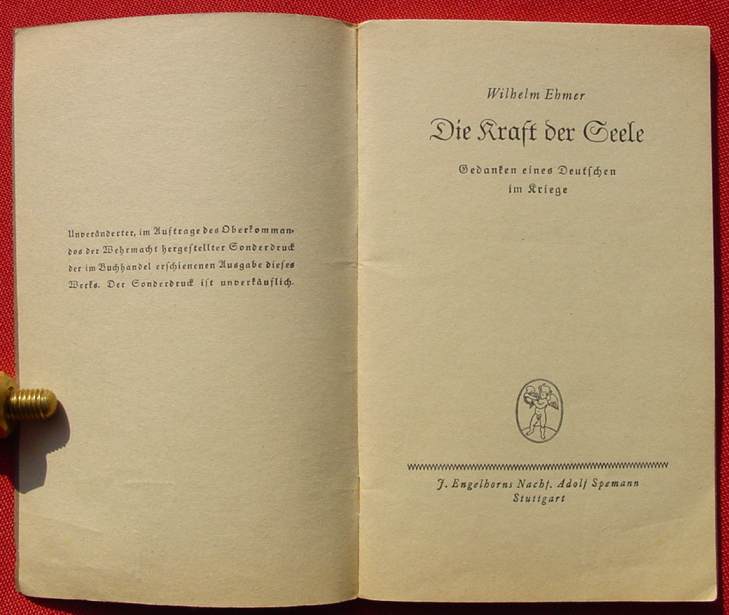 Unveränderter, im Auftrage des Oberkomman-
dos der Wehrmacht hergestellter Sonderdruck
der im Buchhandel erschienenen Ausgabe dieses
Werks. Der Sonderdruck ist unverkäuflich.
Wilhelm Ehmer
Die Kraft der Seele
Gedanken eines Deutschen
im Kriege
J. Engelhorns Nachf. Adolf Spemann
Stuttgart